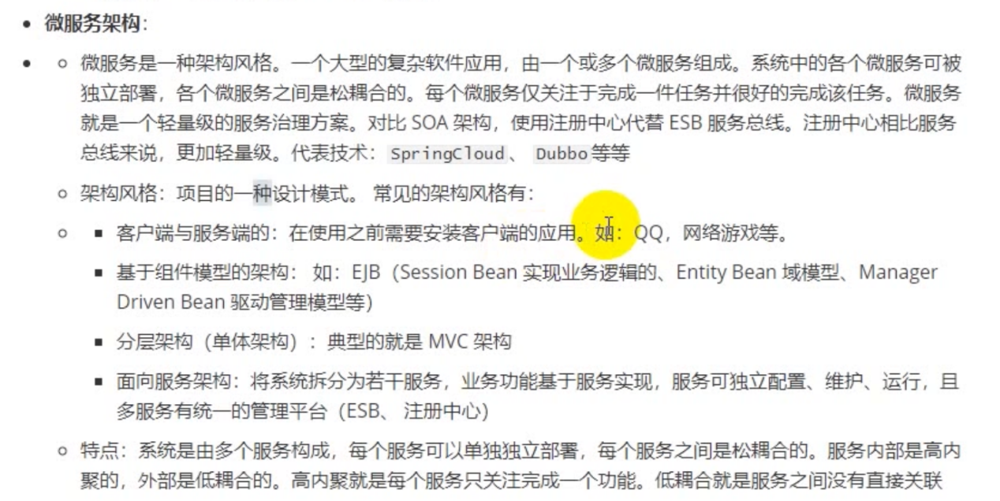 微服务架构：
微服务是一种架构风格。一个大型的复杂软件应用，由一个或多个微服务组成。系统中的各个微服务可被
独立部署，各个微服务之间是松耦合的。每个微服务仅关注于完成一件任务并很好的完成该任务。微服务
就是一个轻量级的服务治理方案。对比 SOA 架构，使用注册中心代替 ESB 服务总线。注册中心相比服务
总线来说，更加轻量级。代表技术：SpringCloud、 Dubbo等等
架构风格：项目的一种设计模式。 常见的架构风格有：
客户端与服务端的：在使用之前需要安装客户端的应用。如：QQ，网络游戏等。
基于组件模型的架构： 如：EJB（Session Bean 实现业务逻辑的、Entity Bean 域模型、Manager
Driven Bean 驱动管理模型等）
分层架构（单体架构）：典型的就是 MVC 架构
面向服务架构：将系统拆分为若干服务，业务功能基于服务实现，服务可独立配置、维护、运行，且
多服务有统一的管理平台（ESB、 注册中心）
特点：系统是由多个服务构成，每个服务可以单独独立部署，每个服务之间是松耦合的。服务内部是高内
聚的，外部是低耦合的。高内聚就是每个服务只关注完成一个功能。低耦合就是服务之间没有直接关联